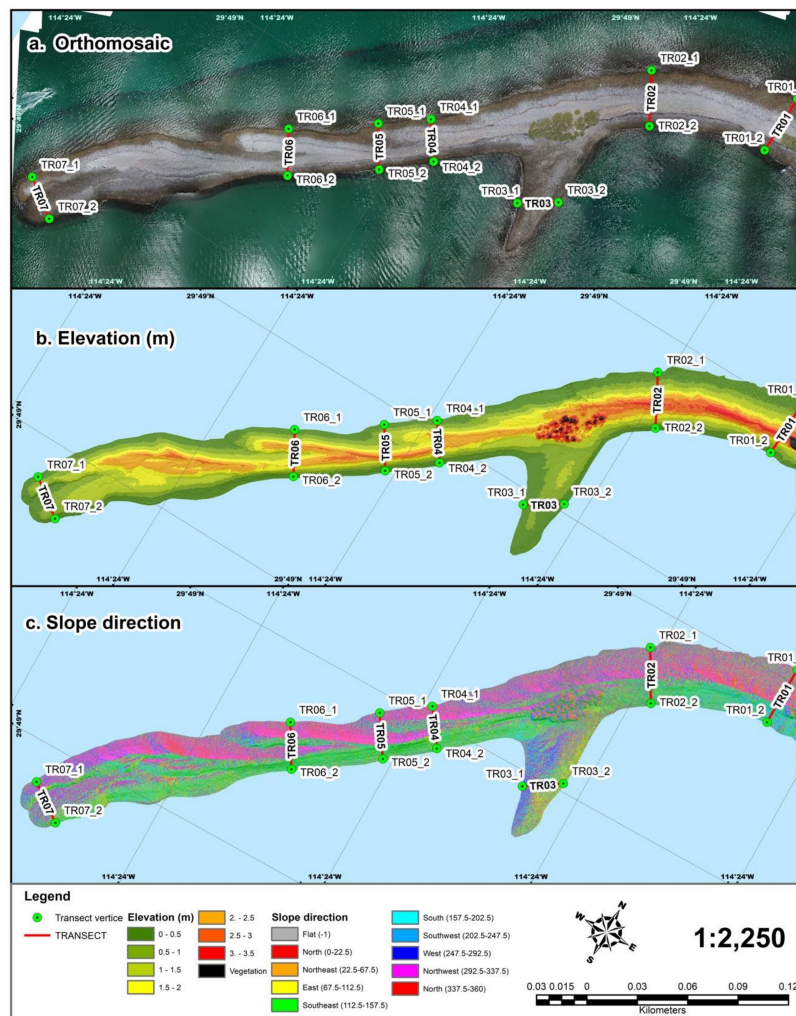 114°24'W 114°24'W 29°49'N 114°24'W
29°49'N
a. Orthomosaic
TR02_1
TR01_
TR05_1 TR04_1
TR06_1
29°49'N
TR02
TR01
TR06 TR05 TR04
TR02_2
TR01_2
TR07_1
TR06_2 TR05_2 TR04_2
TR07
TR07_2
TR03_1 TR03 TR03_2
114°24'W 29°49'N 114°24'W 114°24'W 29°49'N 114°24'W
b. Elevation (m)
TR02_1
29°49'N
TR06_1 TR05_1 TR04_1
TR01_
TR02
TR01
TR06 TR05 TR04
TR02_2
TR01_2
TR07_1
TR06_2 TR05_2 TR04_2
TR07
TR07_2
TR03_1 TR03 TR03_2
114°24'W 29°49'N 29°49'N 114°24'W 114°24'W 114°24'W 29°49'N 29°49'N 114°24'W
c. Slope direction
TR02_1
TR01_
TR06_1 TR05_1 TR04_1
29°49'N
TR02
TR01
TR06 TR05 TR04
TR02_2
TR01_2
TR07_1
TR06_2 TR05_2 TR04_2
TR07
TR07_2
TR03_1 TR03 TR03_2
114°24'W 114°24'W 114°24'W 114°24'W
Legend
Transect vertice
TRANSECT
Elevation (m)
0 - 0.5
0.5 - 1
1 - 1.5
1.5 - 2
2. - 2.5
2.5 - 3
3. - 3.5
Vegetation
Slope direction
Flat (-1)
North (0-22.5)
Northeast (22.5-67.5)
East (67.5-112.5)
Southeast (112.5-157.5)
South (157.5-202.5)
Southwest (202.5-247.5)
West (247.5-292.5)
Northwest (292.5-337.5)
North (337.5-360)
N
W
E
S
1:2,250
0.03 0.015 0 0.03 0.06 0.09 0.12
Kilometers